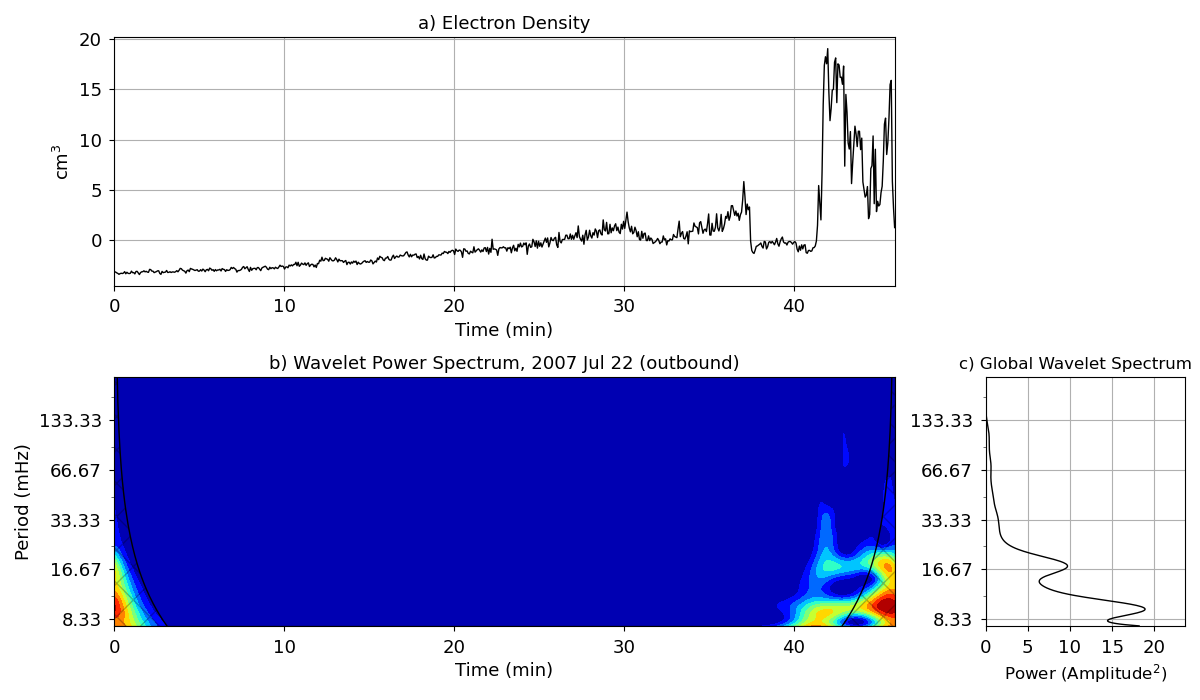 a) Electron Density
20
15
10
5
0
cm³
0 10 20 30 40
Time (min)
b) Wavelet Power Spectrum, 2007 Jul 22 (outbound)
133.33
66.67
33.33
16.67
8.33
Period (mHz)
0 10 20 30 40
Time (min)
c) Global Wavelet Spectrum
133.33
66.67
33.33
16.67
8.33
0 5 10 15 20
Power (Amplitude²)